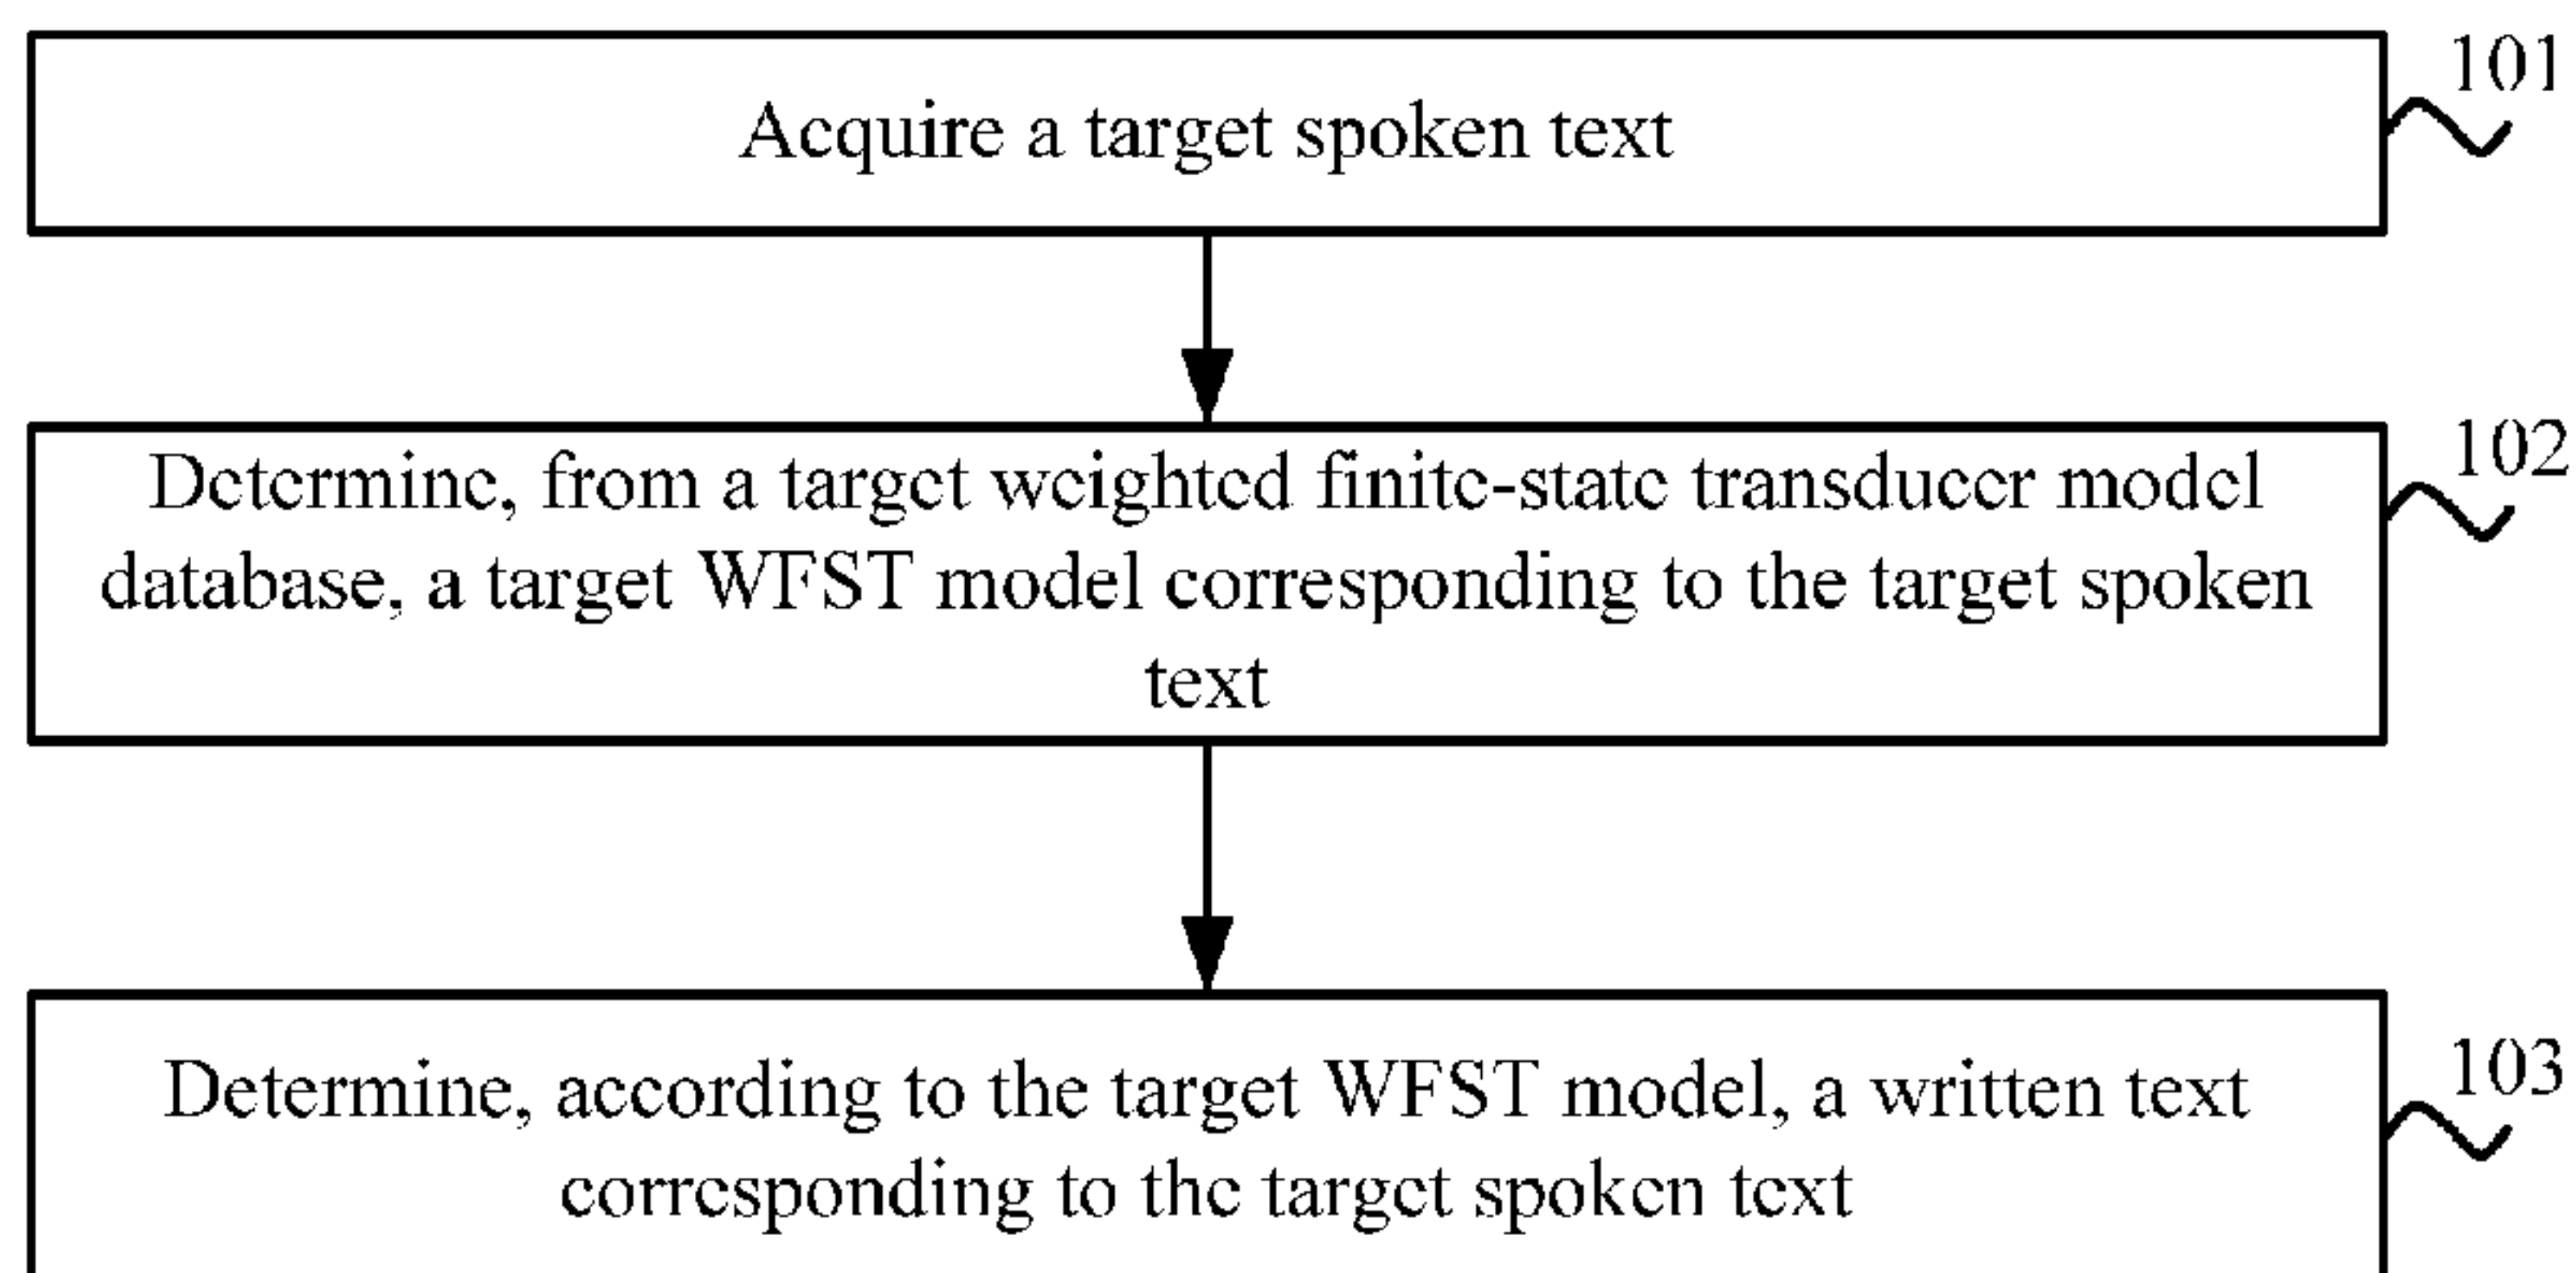 101
Acquire a target spoken text
102
Determine, from a target weighted finite-state transducer model
database, a target WFST model corresponding to the target spoken
text
103
Determine, according to the target WFST model, a written text
corresponding to the target spoken text